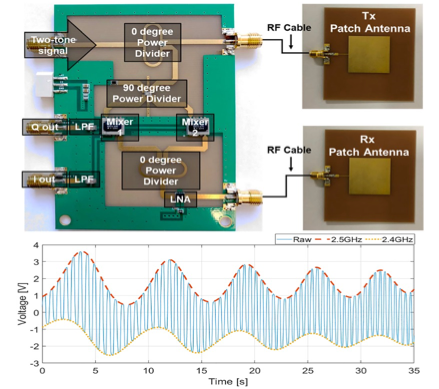 Two-tone
signal
0 degree
Power
Divider
90 degree
Power Divider
Q out
LPF
Mixer
Mixer
2
I out
LPF
0 degree
Power
Divider
LNA
RF Cable
Tx
Patch Antenna
RF Cable
Rx
Patch Antenna
Raw
~2.5GHz
2.4GHz
Voltage [V]
4
3
2
1
0
-1
-2
-3
0
5
10
15
20
25
30
35
Time [s]